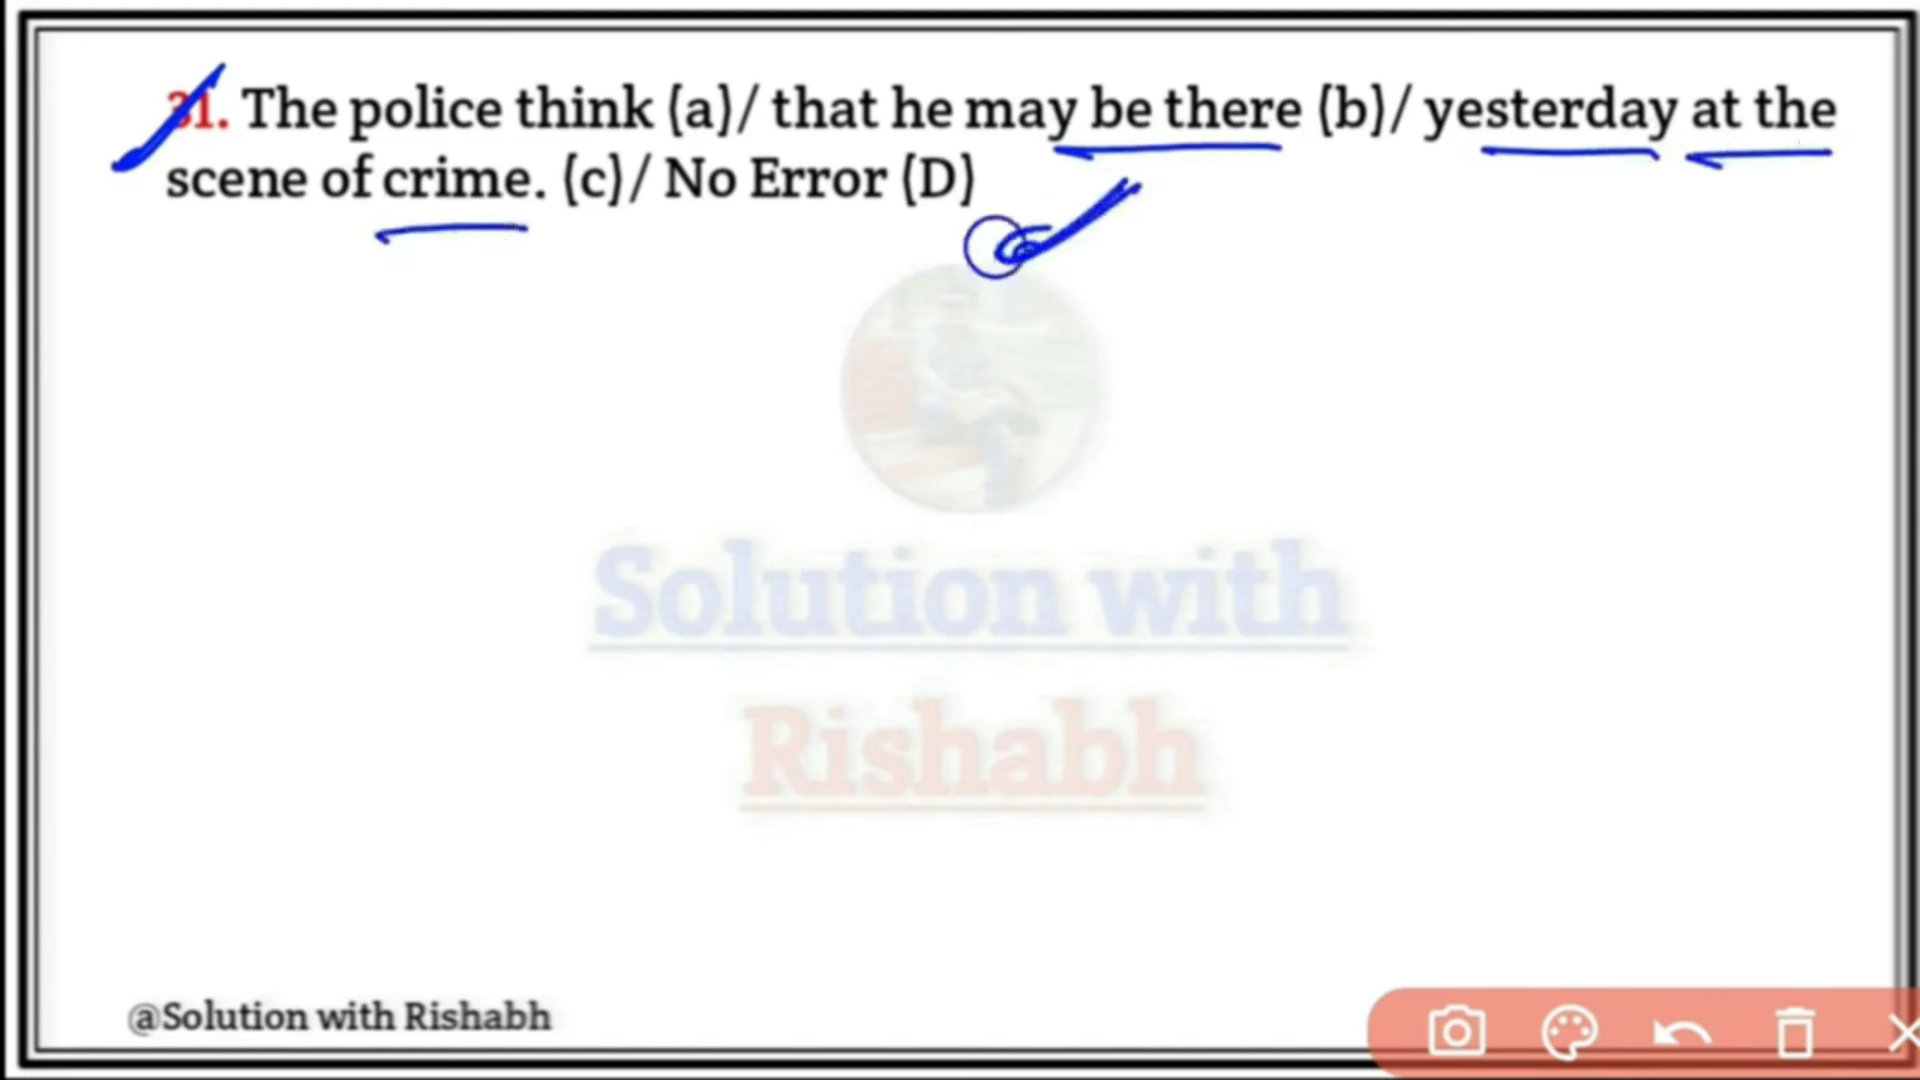 31. The police think (a)/ that he may be there (b)/ yesterday at the
scene of crime. (c)/ No Error (D)
Solution with
Rishabh
@Solution with Rishabh